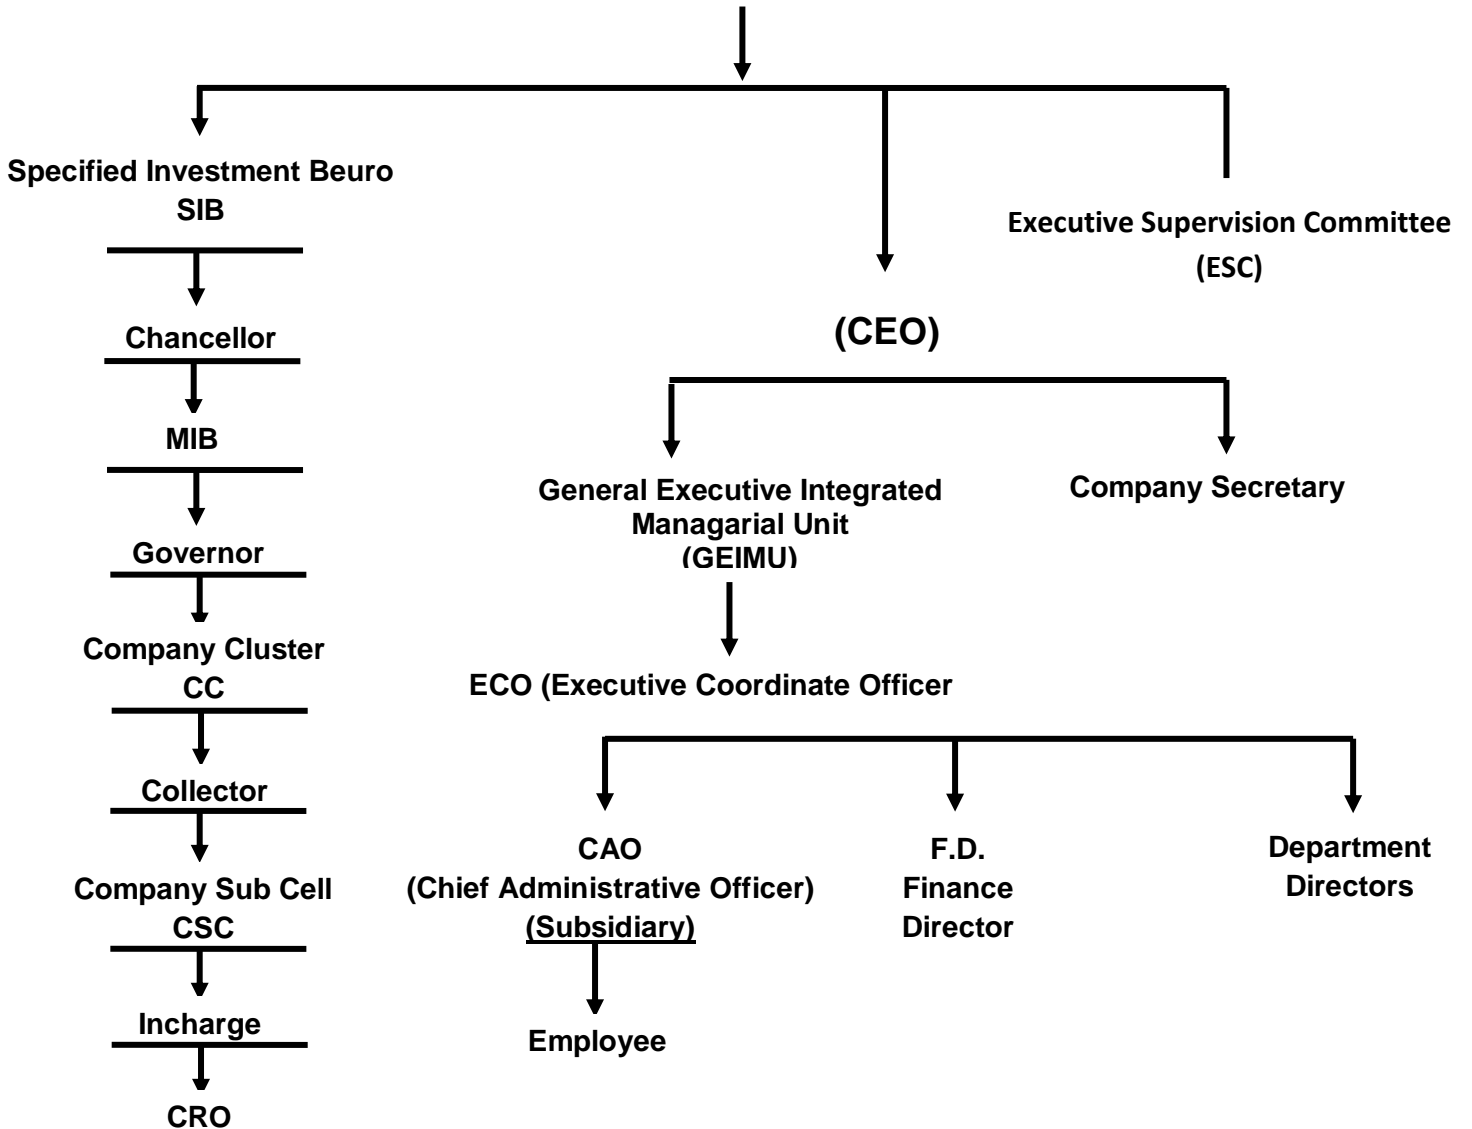 Specified Investment Beuro
SIB
Chancellor
MIB
Governor
Company Cluster
CC
Collector
Company Sub Cell
CSC
Incharge
CRO
(CEO)
General Executive Integrated
Managarial Unit
(GEIMU)
ECO (Executive Coordinate Officer
CAO
(Chief Administrative Officer)
(Subsidiary)
Employee
F.D.
Finance
Director
Department
Directors
Company Secretary
Executive Supervision Committee
(ESC)